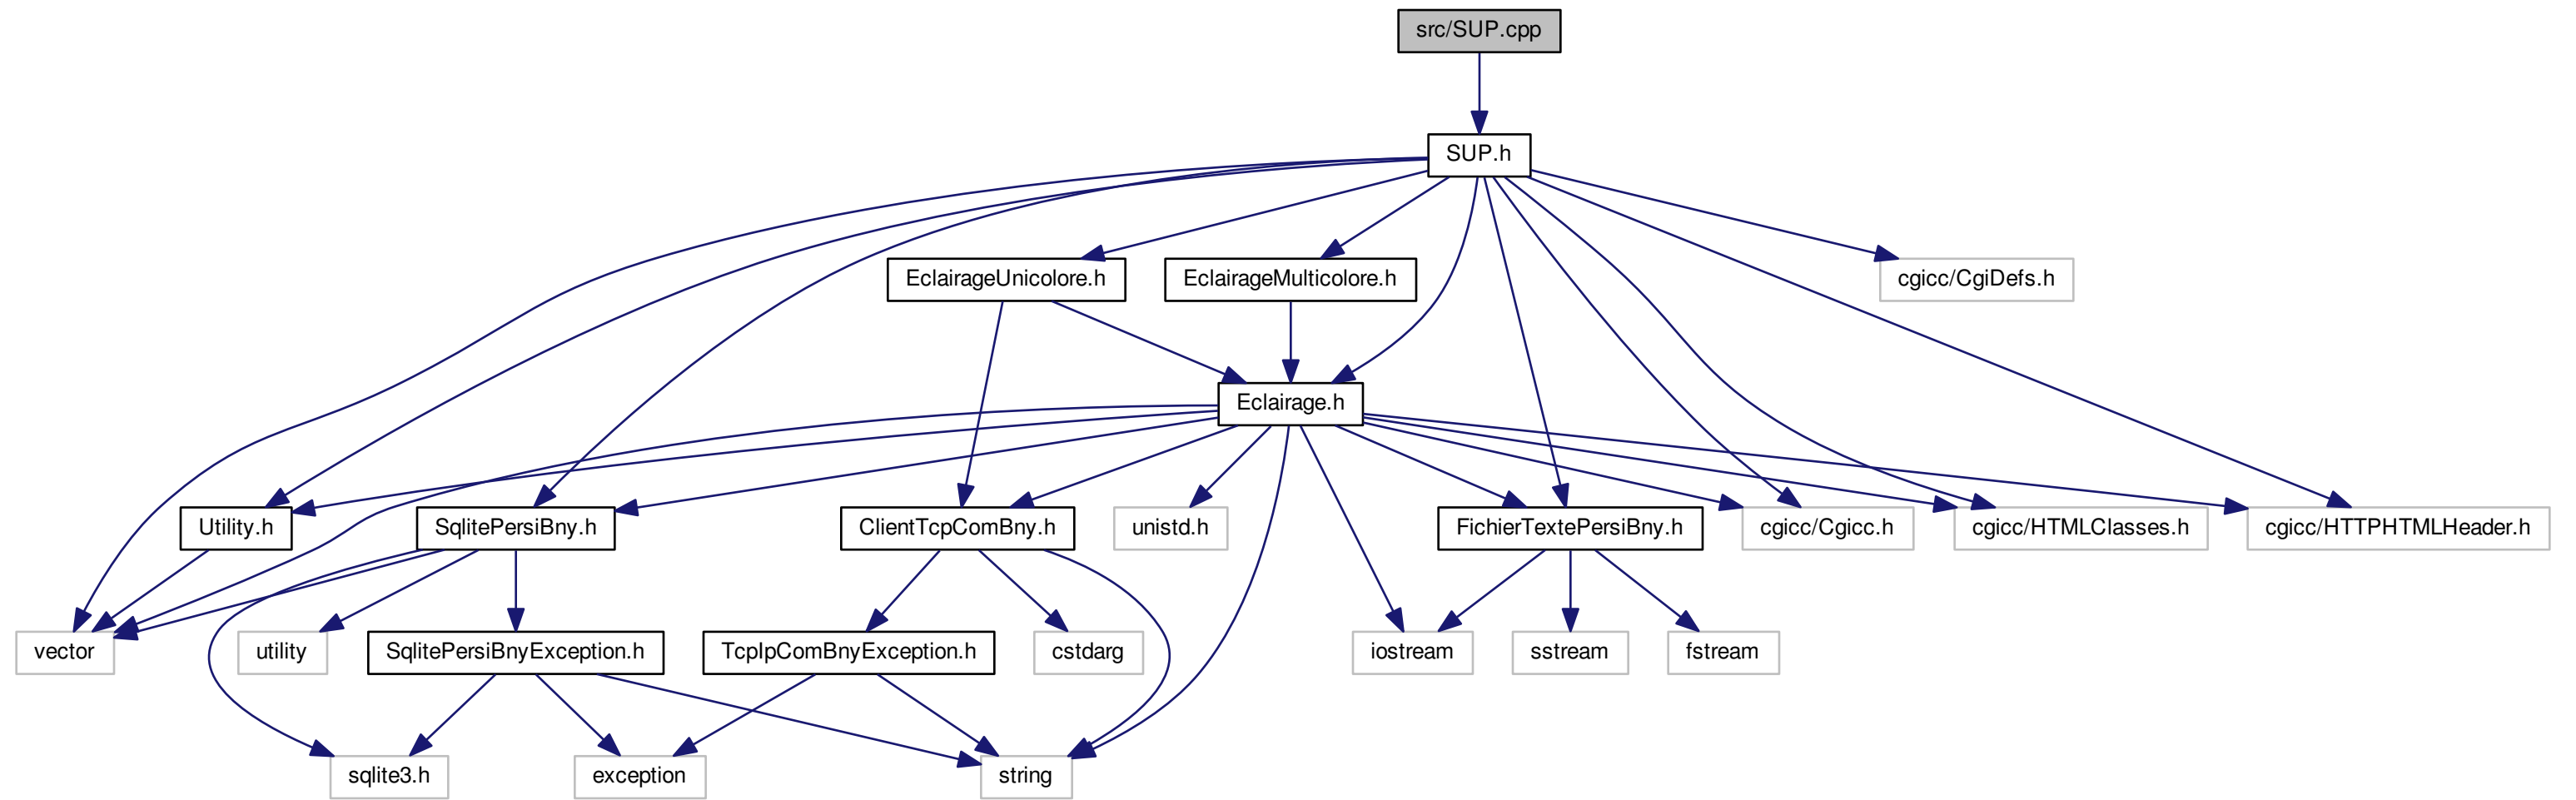 src/SUP.cpp
SUP.h
EclairageUnicolore.h
EclairageMulticolore.h
cgicc/CgiDefs.h
Eclairage.h
Utility.h
SqlitePersiBny.h
ClientTcpComBny.h
unistd.h
FichierTextePersiBny.h
cgicc/Cgicc.h
cgicc/HTMLClasses.h
cgicc/HTTPHTMLHeader.h
vector
utility
SqlitePersiBnyException.h
TcpIpComBnyException.h
cstdarg
iostream
sstream
fstream
sqlite3.h
exception
string